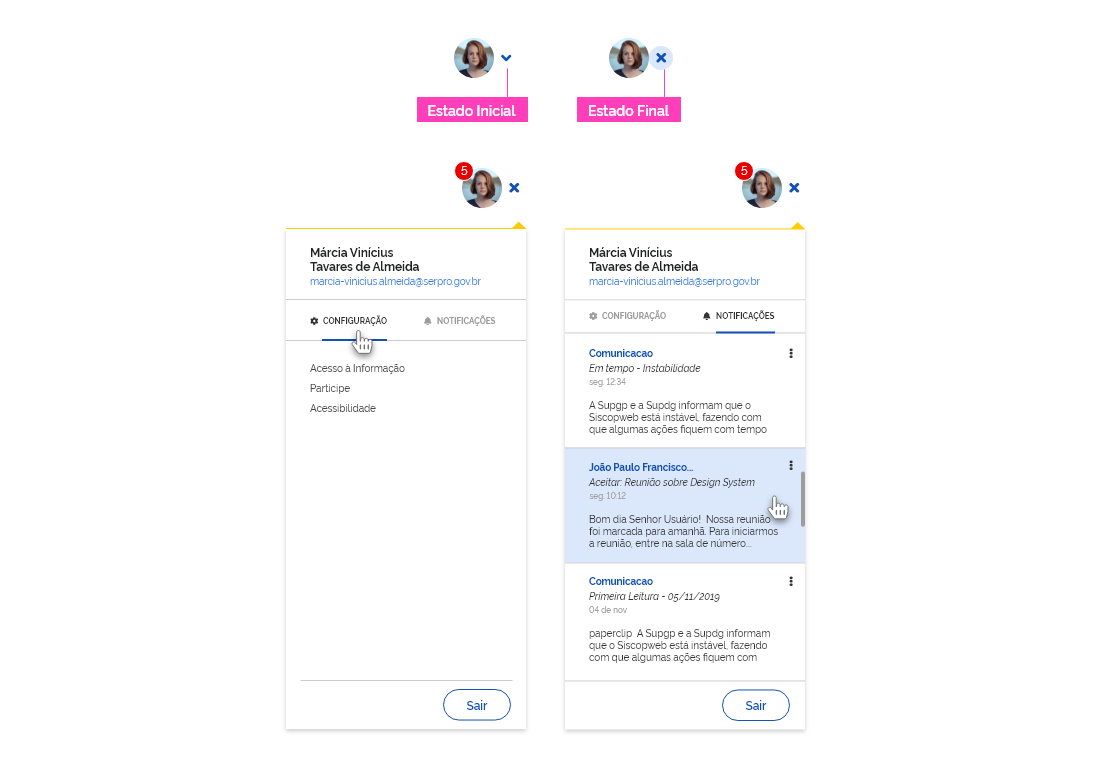 Estado Inicial
Estado Final
5
Márcia Vinícius
Tavares de Almeida
marcia-vinicius.almeida@serpro.gov.br
CONFIGURAÇÃO
NOTIFICAÇÕES
Acesso à Informação
Participe
Acessibilidade
Sair
5
Márcia Vinícius
Tavares de Almeida
marcia-vinicius.almeida@serpro.gov.br
CONFIGURAÇÃO
NOTIFICAÇÕES
Comunicacao
Em tempo - Instabilidade
seg. 12:34
A Supgp e a Supdg informam que o
Siscopweb está instável, fazendo com
que algumas ações fiquem com tempo
João Paulo Francisco...
Aceitar: Reunião sobre Design System
seg. 10:12
Bom dia Senhor Usuário! Nossa reunião
foi marcada para amanhã. Para iniciarmos
a reunião, entre na sala de número...
Comunicacao
Primeira Leitura - 05/11/2019
04 de nov
paperclip A Supgp e a Supdg informam
que o Siscopweb está instável, fazendo
com que algumas ações fiquem com
Sair